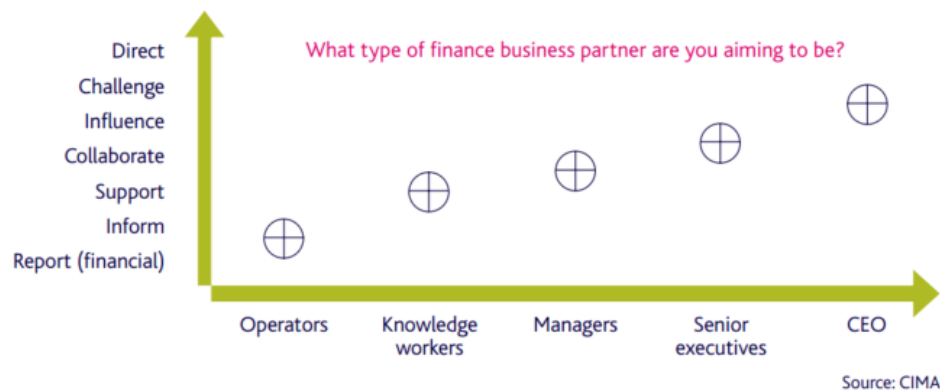 What type of finance business partner are you aiming to be?
Direct
Challenge
Influence
Collaborate
Support
Inform
Report (financial)
Operators
Knowledge
workers
Managers
Senior
executives
CEO
Source: CIMA